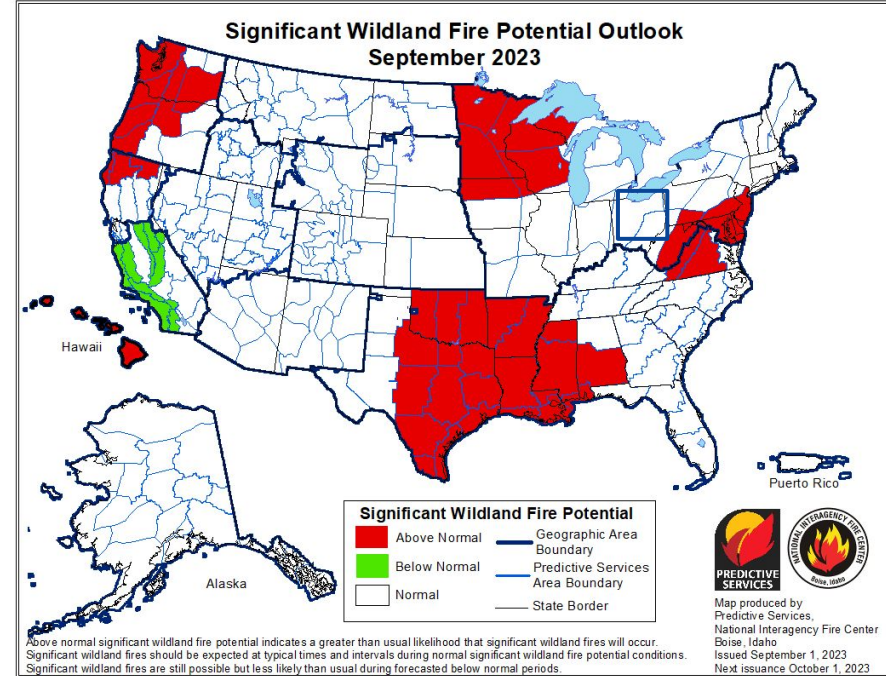 Significant Wildland Fire Potential Outlook
September 2023
Hawaii
Alaska
Puerto Rico
Significant Wildland Fire Potential
Above Normal
Below Normal
Normal
Geographic Area
Boundary
Predictive Services
Area Boundary
State Border
PREDICTIVE
SERVICES
NATIONAL INTERAGENCY FIRE CENTER
Boise, Idaho
Map produced by
Predictive Services,
National Interagency Fire Center
Boise, Idaho
Issued September 1, 2023
Next issuance October 1, 2023
Above normal significant wildland fire potential indicates a greater than usual likelihood that significant wildland fires will occur.
Significant wildland fires should be expected at typical times and intervals during normal significant wildland fire potential conditions.
Significant wildland fires are still possible but less likely than usual during forecasted below normal periods.